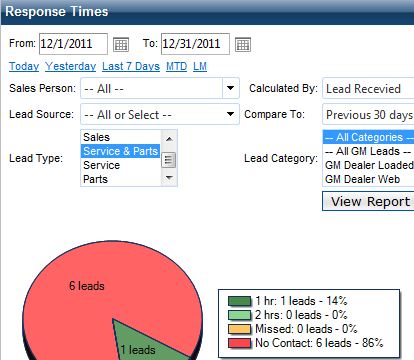 Response Times
From: 12/1/2011 To: 12/31/2011
Today Yesterday Last 7 Days MTD LM
Sales Person: -- All -- Calculated By: Lead Recevied
Lead Source: -- All or Select -- Compare To: Previous 30 days
Lead Type: Lead Category:
Sales
Service & Parts
Service
Parts
-- All Categories --
-- All GM Leads --
GM Dealer Loaded
GM Dealer Web
View Report
6 leads
1 leads
1 hr: 1 leads - 14%
2 hrs: 0 leads - 0%
Missed: 0 leads - 0%
No Contact: 6 leads - 86%